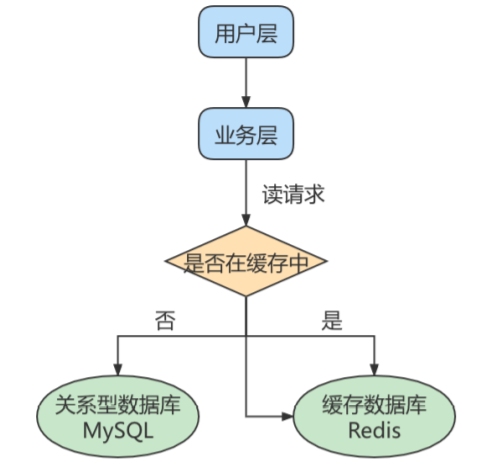 用户层
业务层
读请求
是否在缓存中
否
是
关系型数据库
MySQL
缓存数据库
Redis